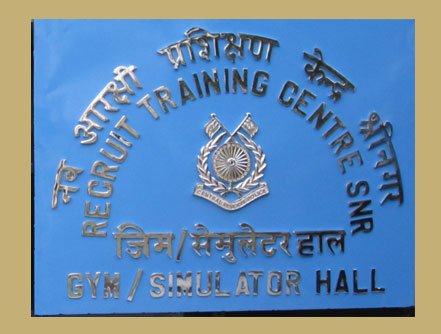 नव आरक्षी प्रशिक्षण केन्द्र श्रीनगर
RECRUIT TRAINING CENTRE SNR
जिम/सेमुलेटर हाल
GYM / SIMULATOR HALL